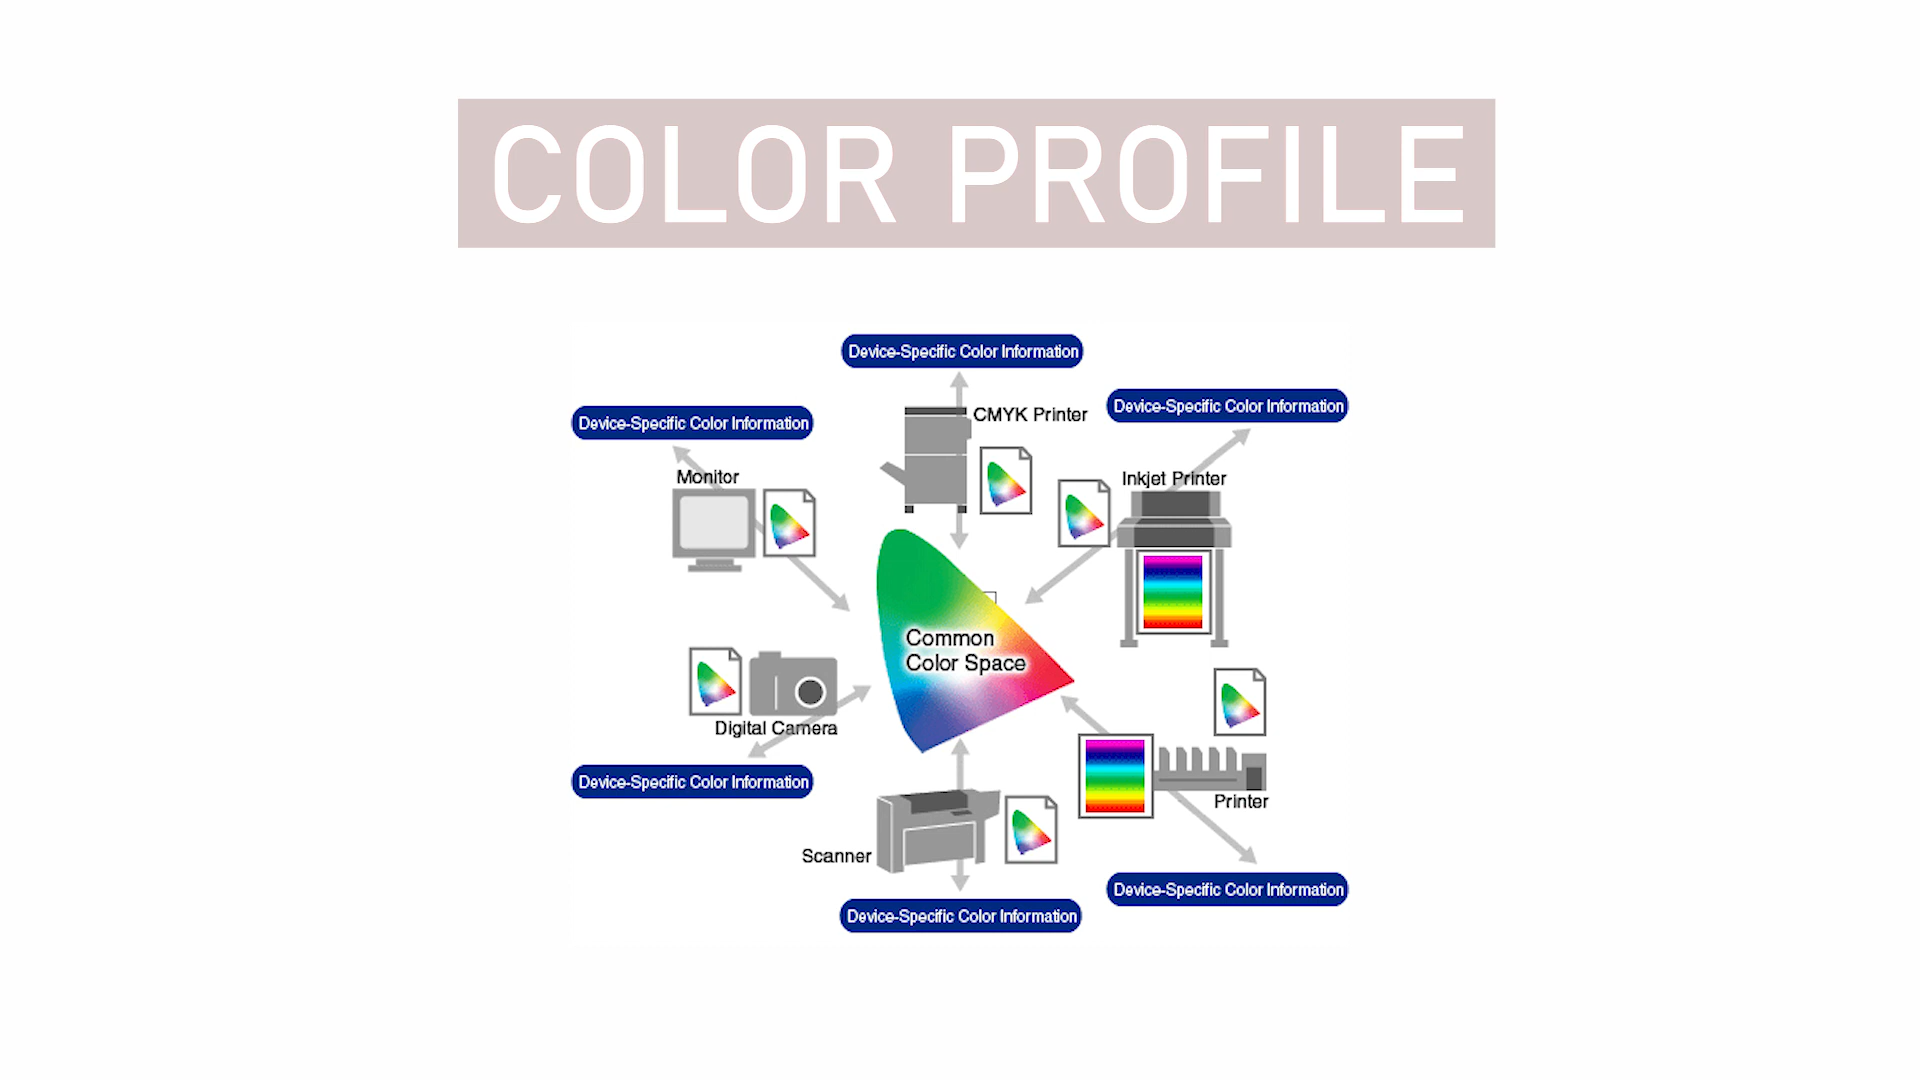 COLOR PROFILE
Device-Specific Color Information
Device-Specific Color Information
Device-Specific Color Information
CMYK Printer
Monitor
Inkjet Printer
Common
Color Space
Digital Camera
Device-Specific Color Information
Printer
Scanner
Device-Specific Color Information
Device-Specific Color Information